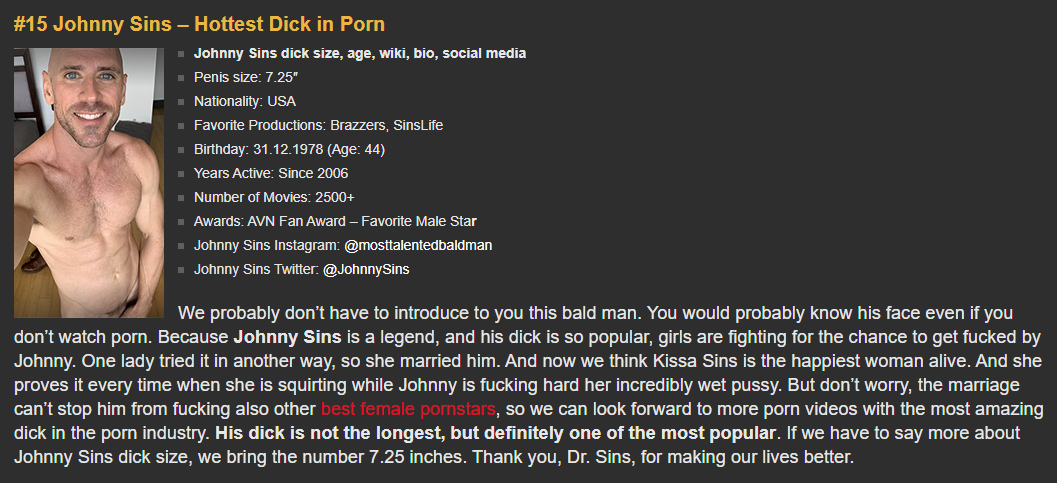 #15 Johnny Sins – Hottest Dick in Porn
Johnny Sins dick size, age, wiki, bio, social media
Penis size: 7.25″
Nationality: USA
Favorite Productions: Brazzers, SinsLife
Birthday: 31.12.1978 (Age: 44)
Years Active: Since 2006
Number of Movies: 2500+
Awards: AVN Fan Award – Favorite Male Star
Johnny Sins Instagram: @mosttalentedbaldman
Johnny Sins Twitter: @JohnnySins
We probably don’t have to introduce to you this bald man. You would probably know his face even if you
don’t watch porn. Because Johnny Sins is a legend, and his dick is so popular, girls are fighting for the chance to get fucked by
Johnny. One lady tried it in another way, so she married him. And now we think Kissa Sins is the happiest woman alive. And she
proves it every time when she is squirting while Johnny is fucking hard her incredibly wet pussy. But don’t worry, the marriage
can’t stop him from fucking also other best female pornstars, so we can look forward to more porn videos with the most amazing
dick in the porn industry. His dick is not the longest, but definitely one of the most popular. If we have to say more about
Johnny Sins dick size, we bring the number 7.25 inches. Thank you, Dr. Sins, for making our lives better.